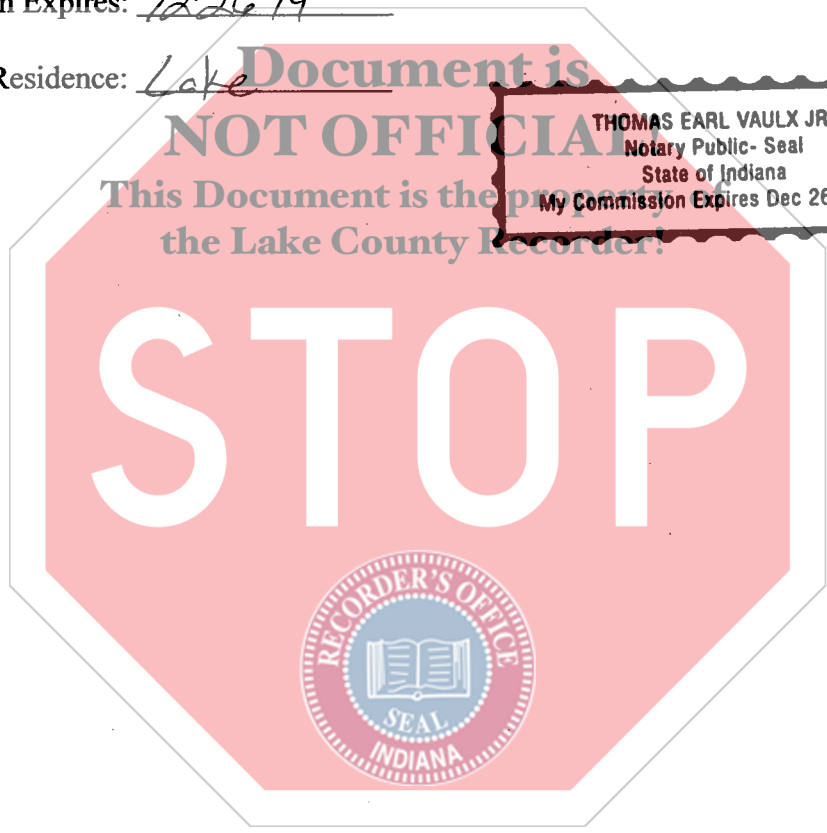 n Expires: 122619
Residence: Lake
Document is
NOT OFFICIAL
This Document is the property of
the Lake County Recorder!
THOMAS EARL VAULX JR
Notary Public- Seal
State of Indiana
My Commission Expires Dec 26
STOP
RECORDER'S OFFICE
SEAL
INDIANA